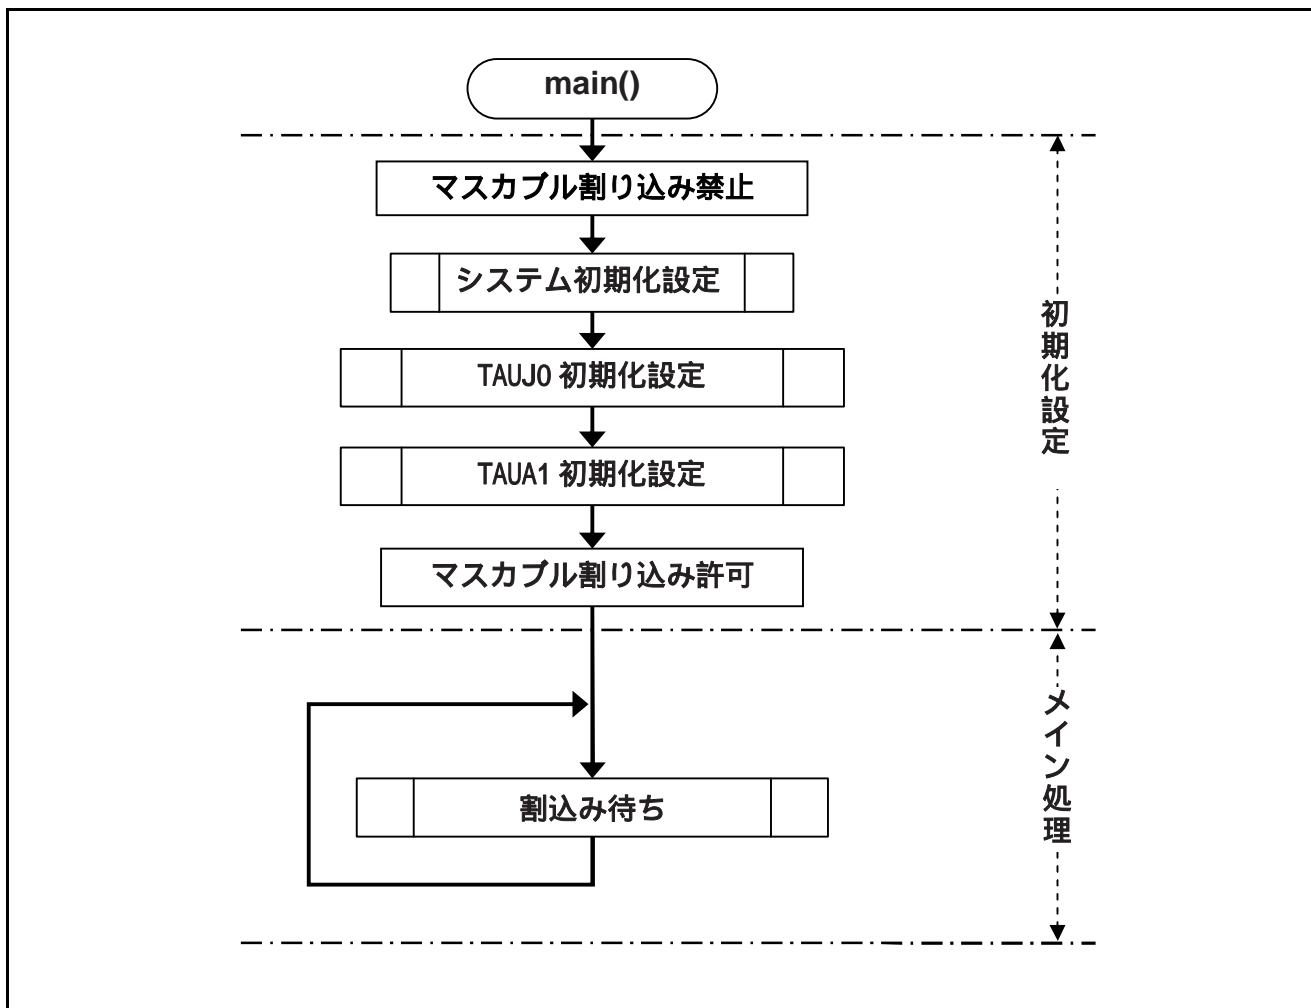 main()
マスカブル割り込み禁止
システム初期化設定
TAUJ0 初期化設定
TAUA1 初期化設定
マスカブル割り込み許可
初期化設定
割込み待ち
メイン処理